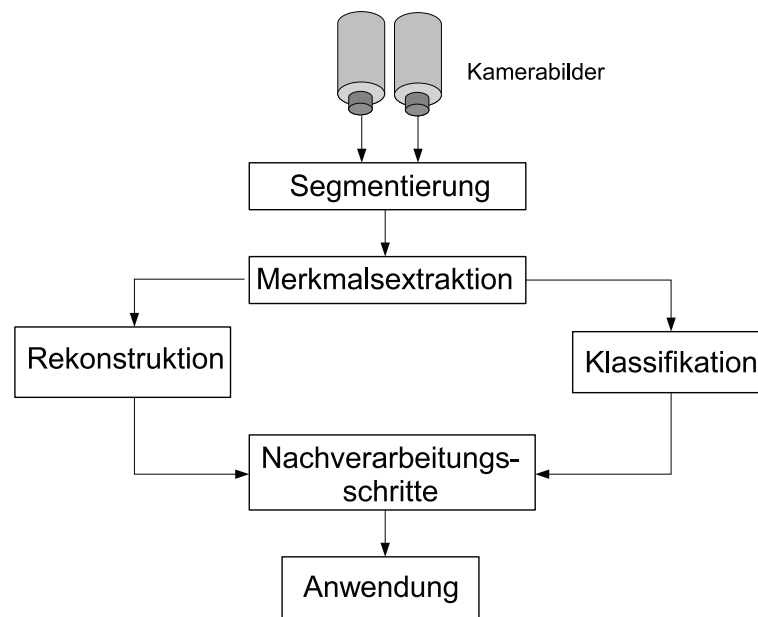 Kamerabilder
Segmentierung
Merkmalsextraktion
Rekonstruktion
Klassifikation
Nachverarbeitungs-
schritte
Anwendung